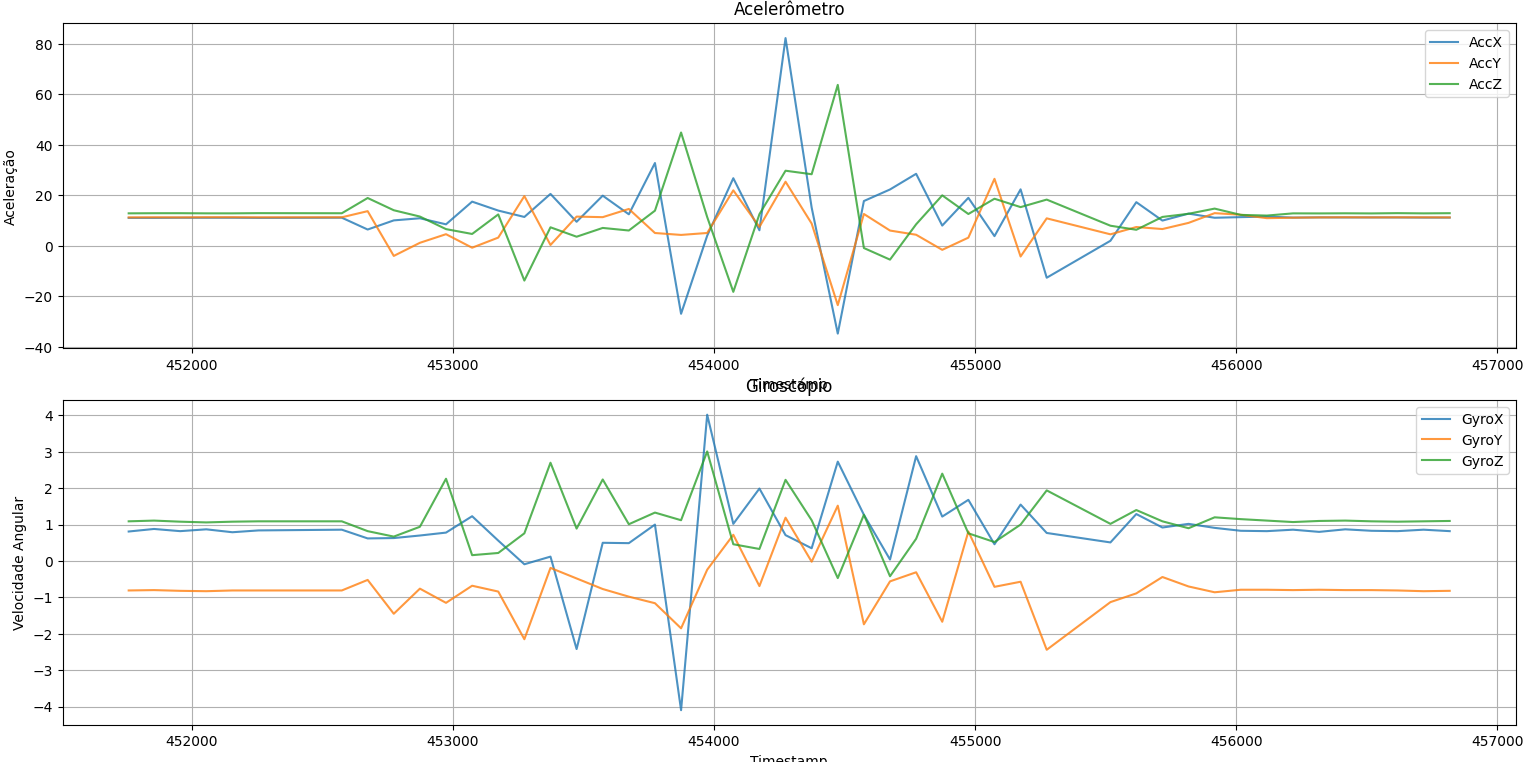 Acelerômetro
AccX
AccY
AccZ
Aceleração
80
60
40
20
0
−20
−40
452000 453000 454000 455000 456000 457000
Timestamp
Giroscópio
GyroX
GyroY
GyroZ
Velocidade Angular
4
3
2
1
0
−1
−2
−3
−4
452000 453000 454000 455000 456000 457000
Timestamp